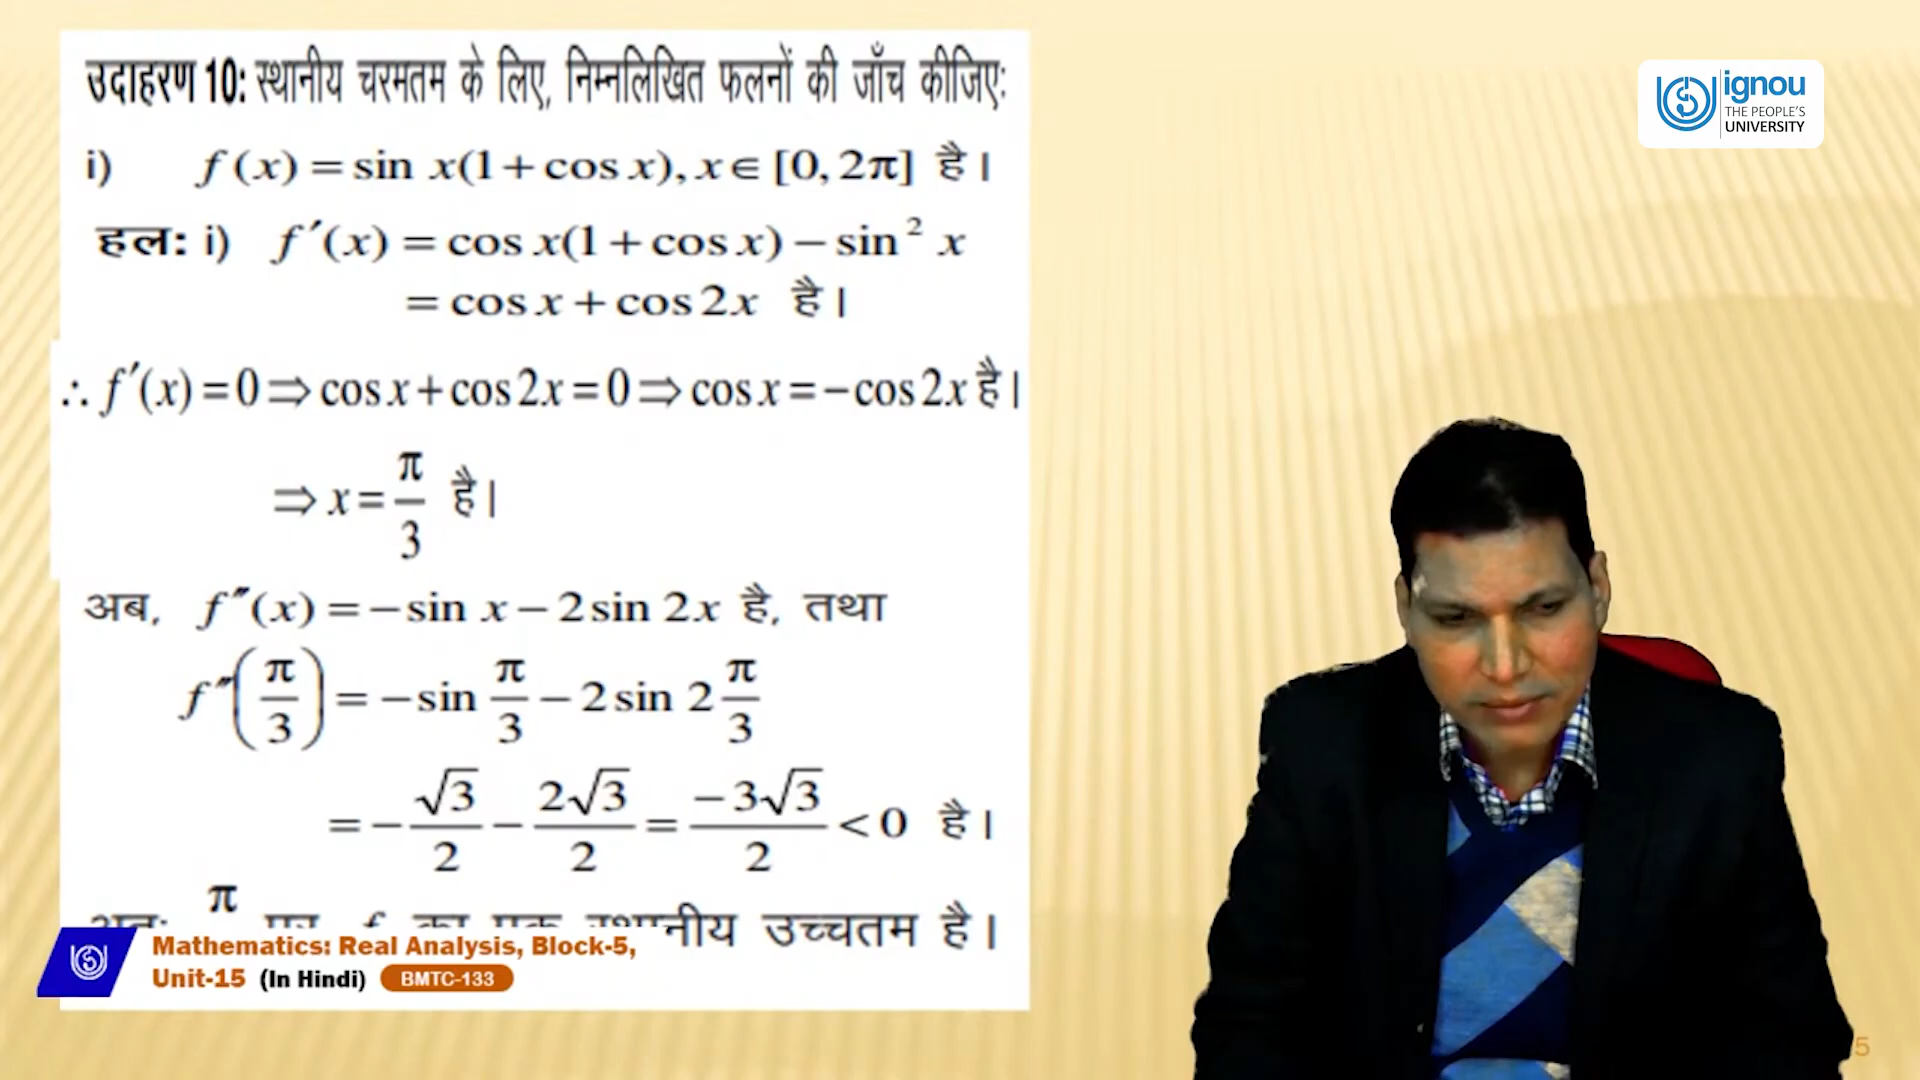 उदाहरण 10: स्थानीय चरमतम के लिए, निम्नलिखित फलनों की जाँच कीजिए:
i) f(x) = sin x(1 + cos x), x ∈ [0, 2π] है।
हल: i) f′(x) = cos x(1 + cos x) − sin² x
= cos x + cos 2x है।
∴ f′(x) = 0 ⇒ cos x + cos 2x = 0 ⇒ cos x = −cos 2x है।
⇒ x = π/3 है।
अब, f″(x) = −sin x − 2 sin 2x है, तथा
f″(π/3) = −sin π/3 − 2 sin 2 π/3
= −√3/2 − 2√3/2 = −3√3/2 < 0 है।
π पर f का एक स्थानीय उच्चतम है।
Mathematics: Real Analysis, Block-5,
Unit-15 (In Hindi) BMTC-133
ignou
THE PEOPLE'S
UNIVERSITY
5